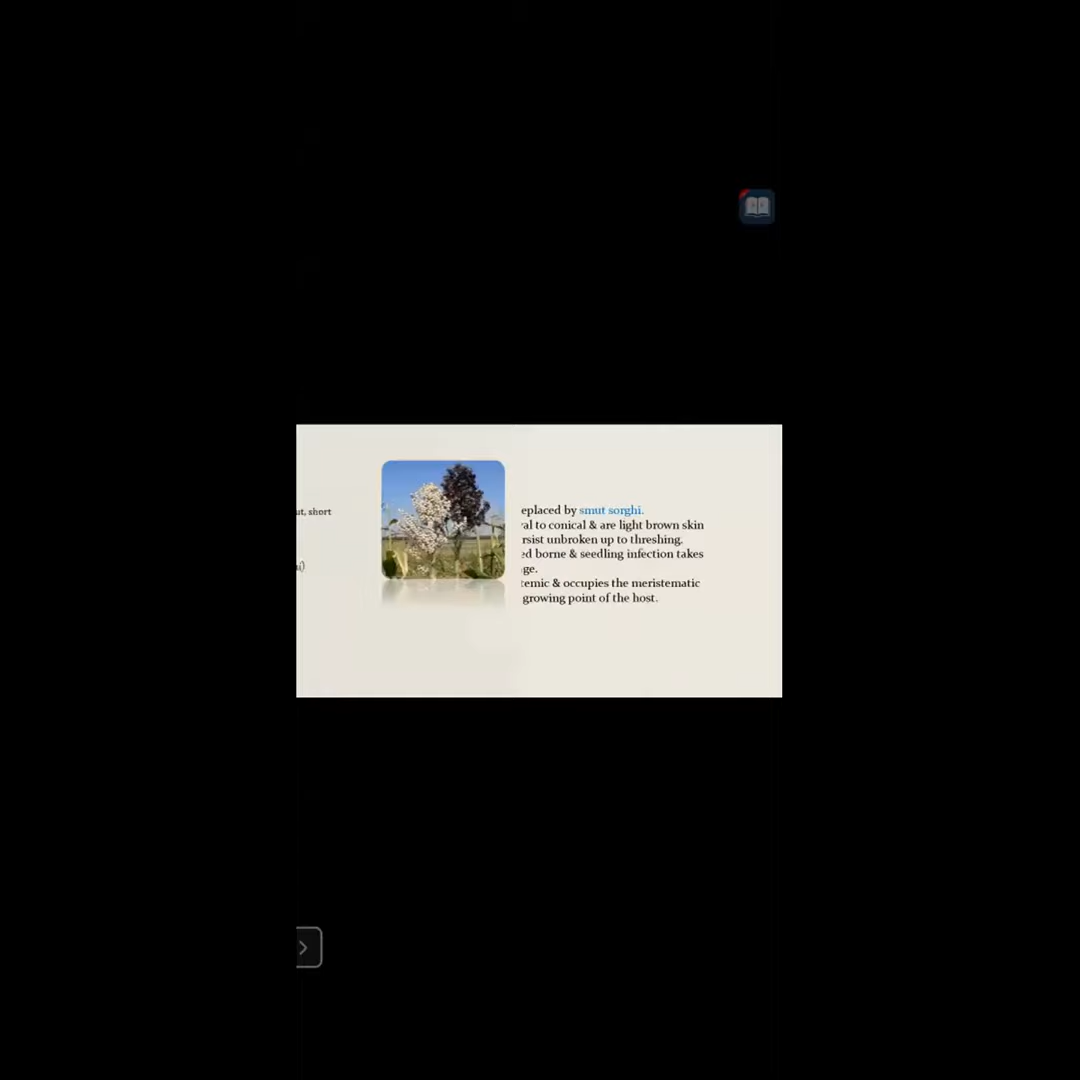 ut, short
eplaced by smut sorghi.
val to conical & are light brown skin
rsist unbroken up to threshing.
ed borne & seedling infection takes
ge.
temic & occupies the meristematic
growing point of the host.